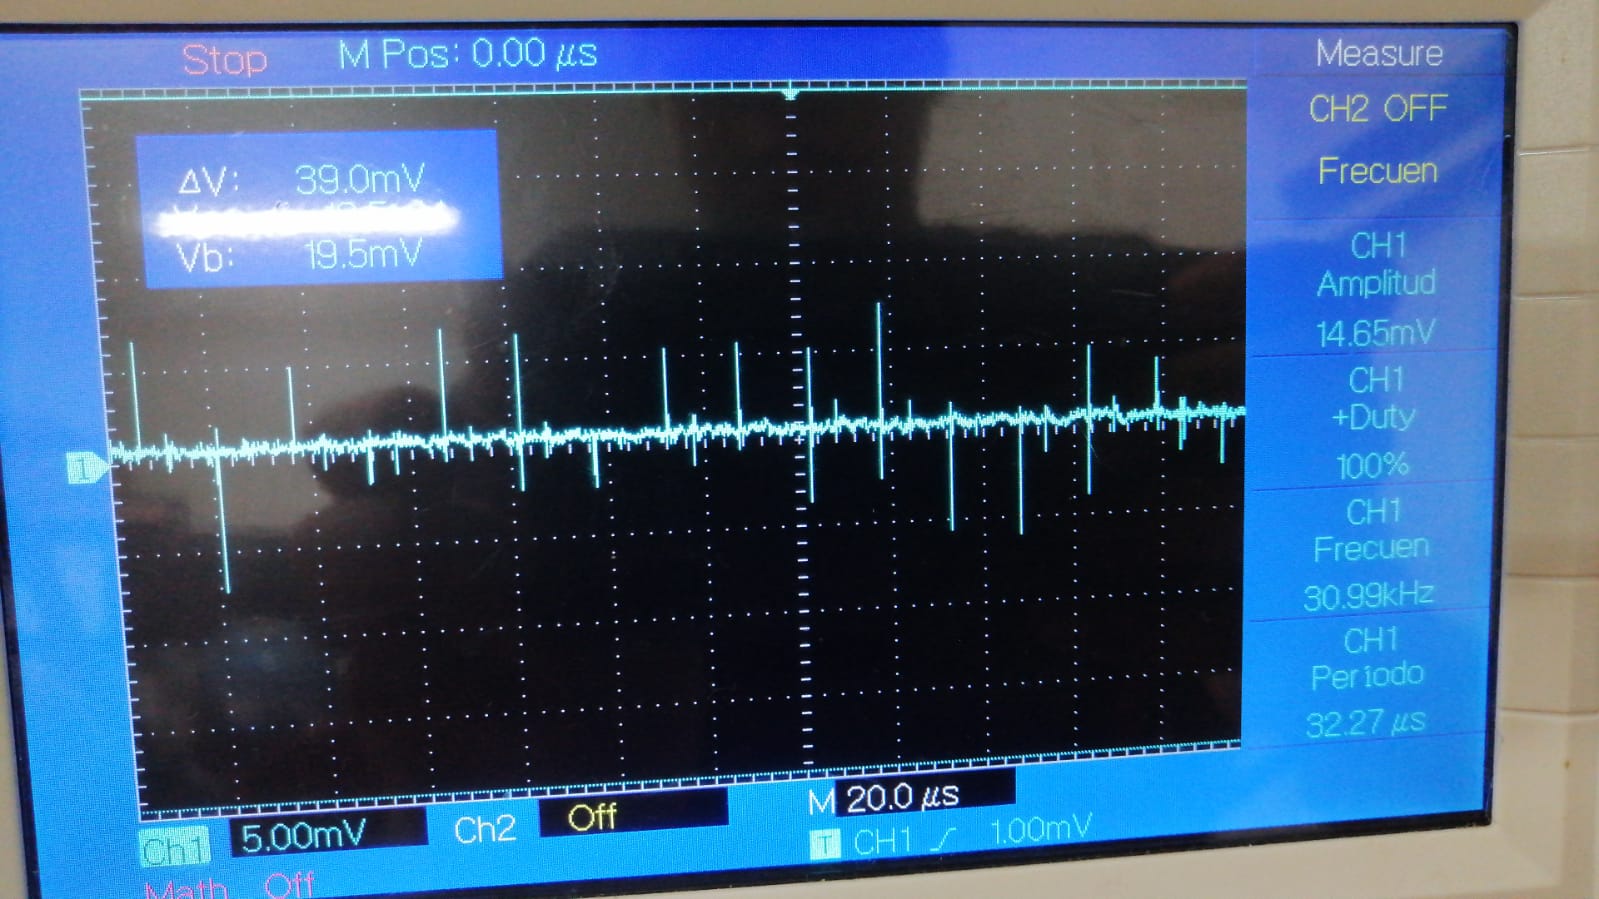 Stop
M Pos: 0.00 μs
ΔV: 39.0mV
Vb: 19.5mV
1
Measure
CH2 OFF
Frecuen
CH1
Amplitud
14.65mV
CH1
+Duty
100%
CH1
Frecuen
30.99kHz
CH1
Período
32.27 μs
Ch1 5.00mV Ch2 Off M 20.0 μs
T CH1 1.00mV
Math Off